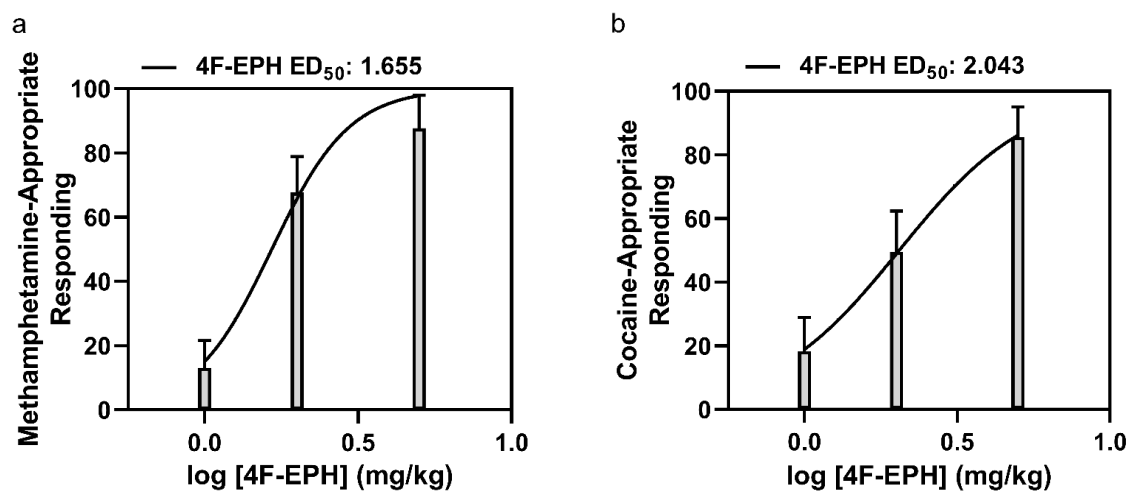 a
4F-EPH ED50: 1.655
Methamphetamine-Appropriate
Responding
100
80
60
40
20
0
0.0
0.5
1.0
log [4F-EPH] (mg/kg)
b
4F-EPH ED50: 2.043
Cocaine-Appropriate
Responding
100
80
60
40
20
0
0.0
0.5
1.0
log [4F-EPH] (mg/kg)